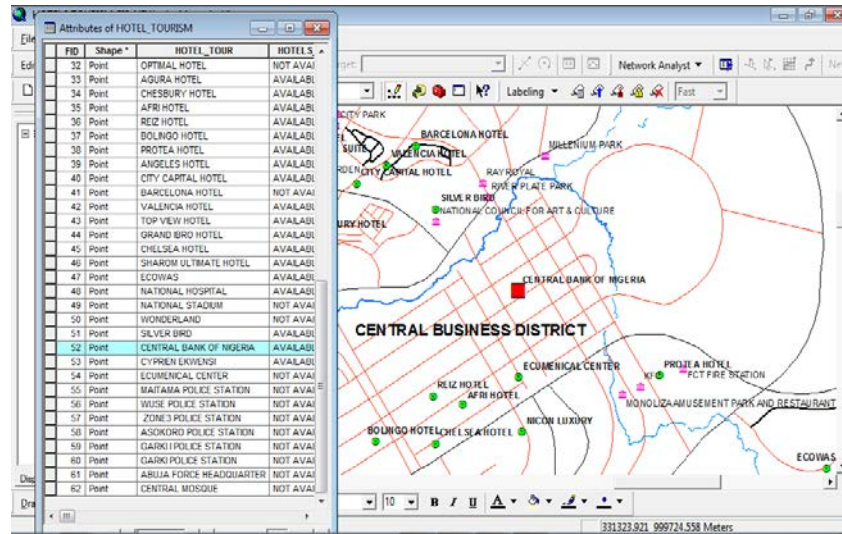 Attributes of HOTEL_TOURISM
FID Shape * HOTEL_TOUR HOTELS_
32 Point OPTIMAL HOTEL NOT AVAI
33 Point AGURA HOTEL AVAILABL
34 Point CHESBURY HOTEL AVAILABL
35 Point AFRI HOTEL AVAILABL
36 Point REIZ HOTEL AVAILABL
37 Point BOLINGO HOTEL AVAILABL
38 Point PROTEA HOTEL AVAILABL
39 Point ANGELES HOTEL AVAILABL
40 Point CITY CAPITAL HOTEL AVAILABL
41 Point BARCELONA HOTEL NOT AVAI
42 Point VALENCIA HOTEL AVAILABL
43 Point TOP VIEW HOTEL AVAILABL
44 Point GRAND IBRO HOTEL AVAILABL
45 Point CHELSEA HOTEL AVAILABL
46 Point SHAROM ULTIMATE HOTEL AVAILABL
47 Point ECOWAS AVAILABL
48 Point NATIONAL HOSPITAL AVAILABL
49 Point NATIONAL STADIUM NOT AVAI
50 Point WONDERLAND NOT AVAI
51 Point SILVER BIRD AVAILABL
52 Point CENTRAL BANK OF NIGERIA AVAILABL
53 Point CYPRIEN EKWENSI AVAILABL
54 Point ECUMENICAL CENTER NOT AVAI
55 Point MAITAMA POLICE STATION NOT AVAI
56 Point WUSE POLICE STATION NOT AVAI
57 Point ZONE3 POLICE STATION NOT AVAI
58 Point ASOKORO POLICE STATION NOT AVAI
59 Point GARKI POLICE STATION NOT AVAI
60 Point GARKI POLICE STATION NOT AVAI
61 Point ABUJA FORCE HEADQUARTER NOT AVAI
62 Point CENTRAL MOSQUE NOT AVAI
Network Analyst
Labeling
Fast
CITY PARK
BARCELONA HOTEL
SUITE
VALENCIA HOTEL
MILLENIUM PARK
CITY CAPITAL HOTEL
RAY ROYAL
RIVER PLATE PARK
SILVER BIRD
NATIONAL COUNCIL FOR ART & CULTURE
URY HOTEL
CENTRAL BANK OF NIGERIA
CENTRAL BUSINESS DISTRICT
ECUMENICAL CENTER
PROTEA HOTEL
KFC
FCT FIRE STATION
REIZ HOTEL
AFRI HOTEL
MONOLIZA AMUSEMENT PARK AND RESTAURANT
NICON LUXURY
BOLINGO HOTEL
CHELSEA HOTEL
ECOWAS
10 B I U A
331323.921 999724.558 Meters